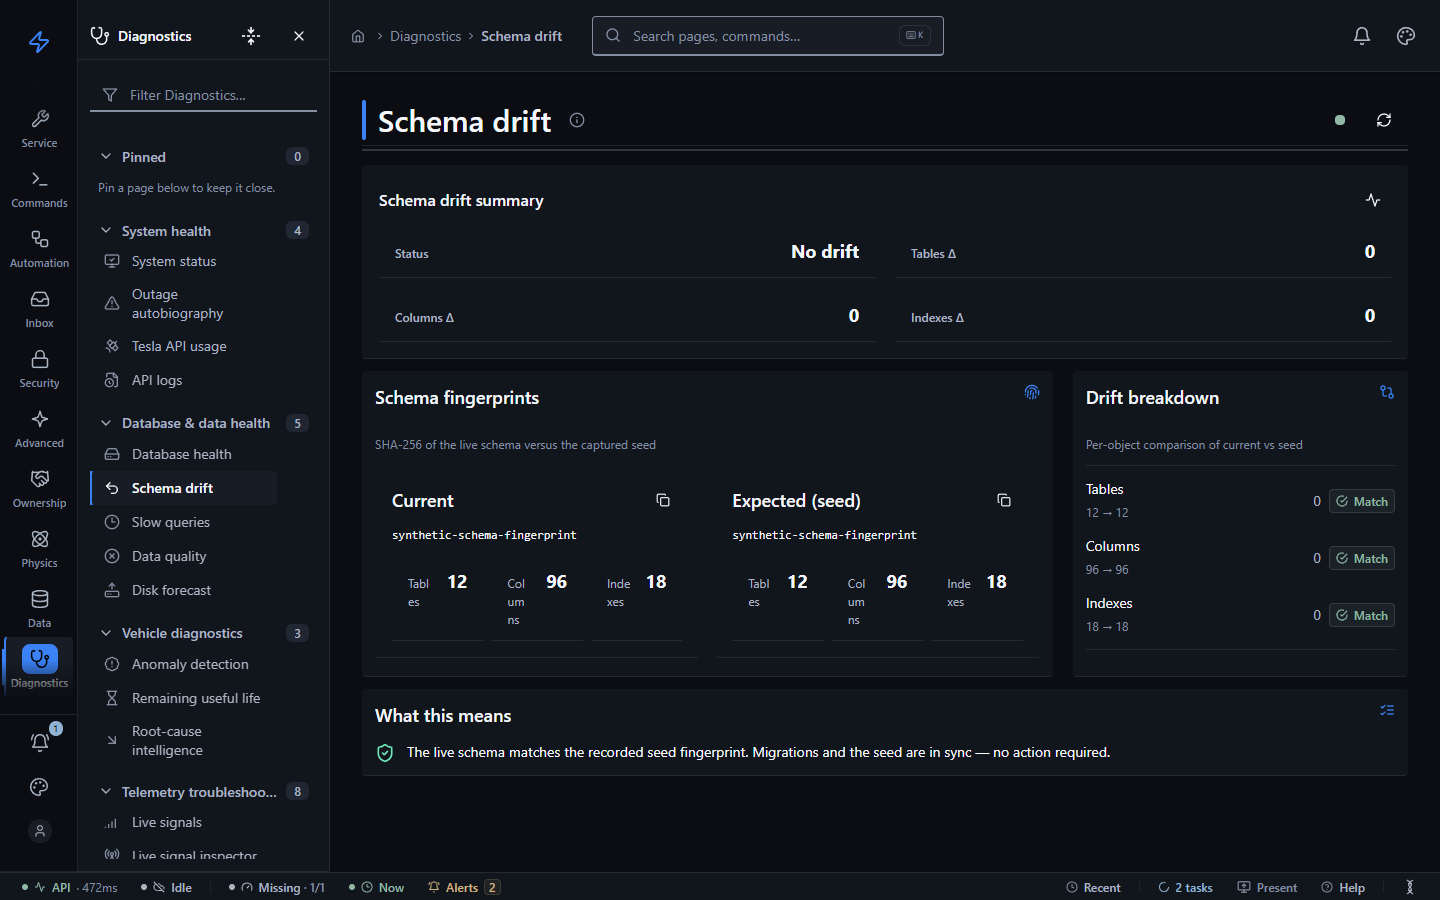 Diagnostics
Diagnostics
Schema drift
Search pages, commands...
K
Filter Diagnostics...
Service
Commands
Automation
Inbox
Security
Advanced
Ownership
Physics
Data
Diagnostics
1
Pinned
0
Pin a page below to keep it close.
System health
4
System status
Outage
autobiography
Tesla API usage
API logs
Database & data health
5
Database health
Schema drift
Slow queries
Data quality
Disk forecast
Vehicle diagnostics
3
Anomaly detection
Remaining useful life
Root-cause
intelligence
Telemetry troubleshoo...
8
Live signals
Live signal inspector
Schema drift
Schema drift summary
Status
No drift
Tables Δ
0
Columns Δ
0
Indexes Δ
0
Schema fingerprints
SHA-256 of the live schema versus the captured seed
Current
synthetic-schema-fingerprint
Tabl
es
12
Col
um
ns
96
Inde
xes
18
Expected (seed)
synthetic-schema-fingerprint
Tabl
es
12
Col
um
ns
96
Inde
xes
18
Drift breakdown
Per-object comparison of current vs seed
Tables
12 → 12
0
Match
Columns
96 → 96
0
Match
Indexes
18 → 18
0
Match
What this means
The live schema matches the recorded seed fingerprint. Migrations and the seed are in sync — no action required.
API · 472ms
Idle
Missing · 1/1
Now
Alerts 2
Recent
2 tasks
Present
Help